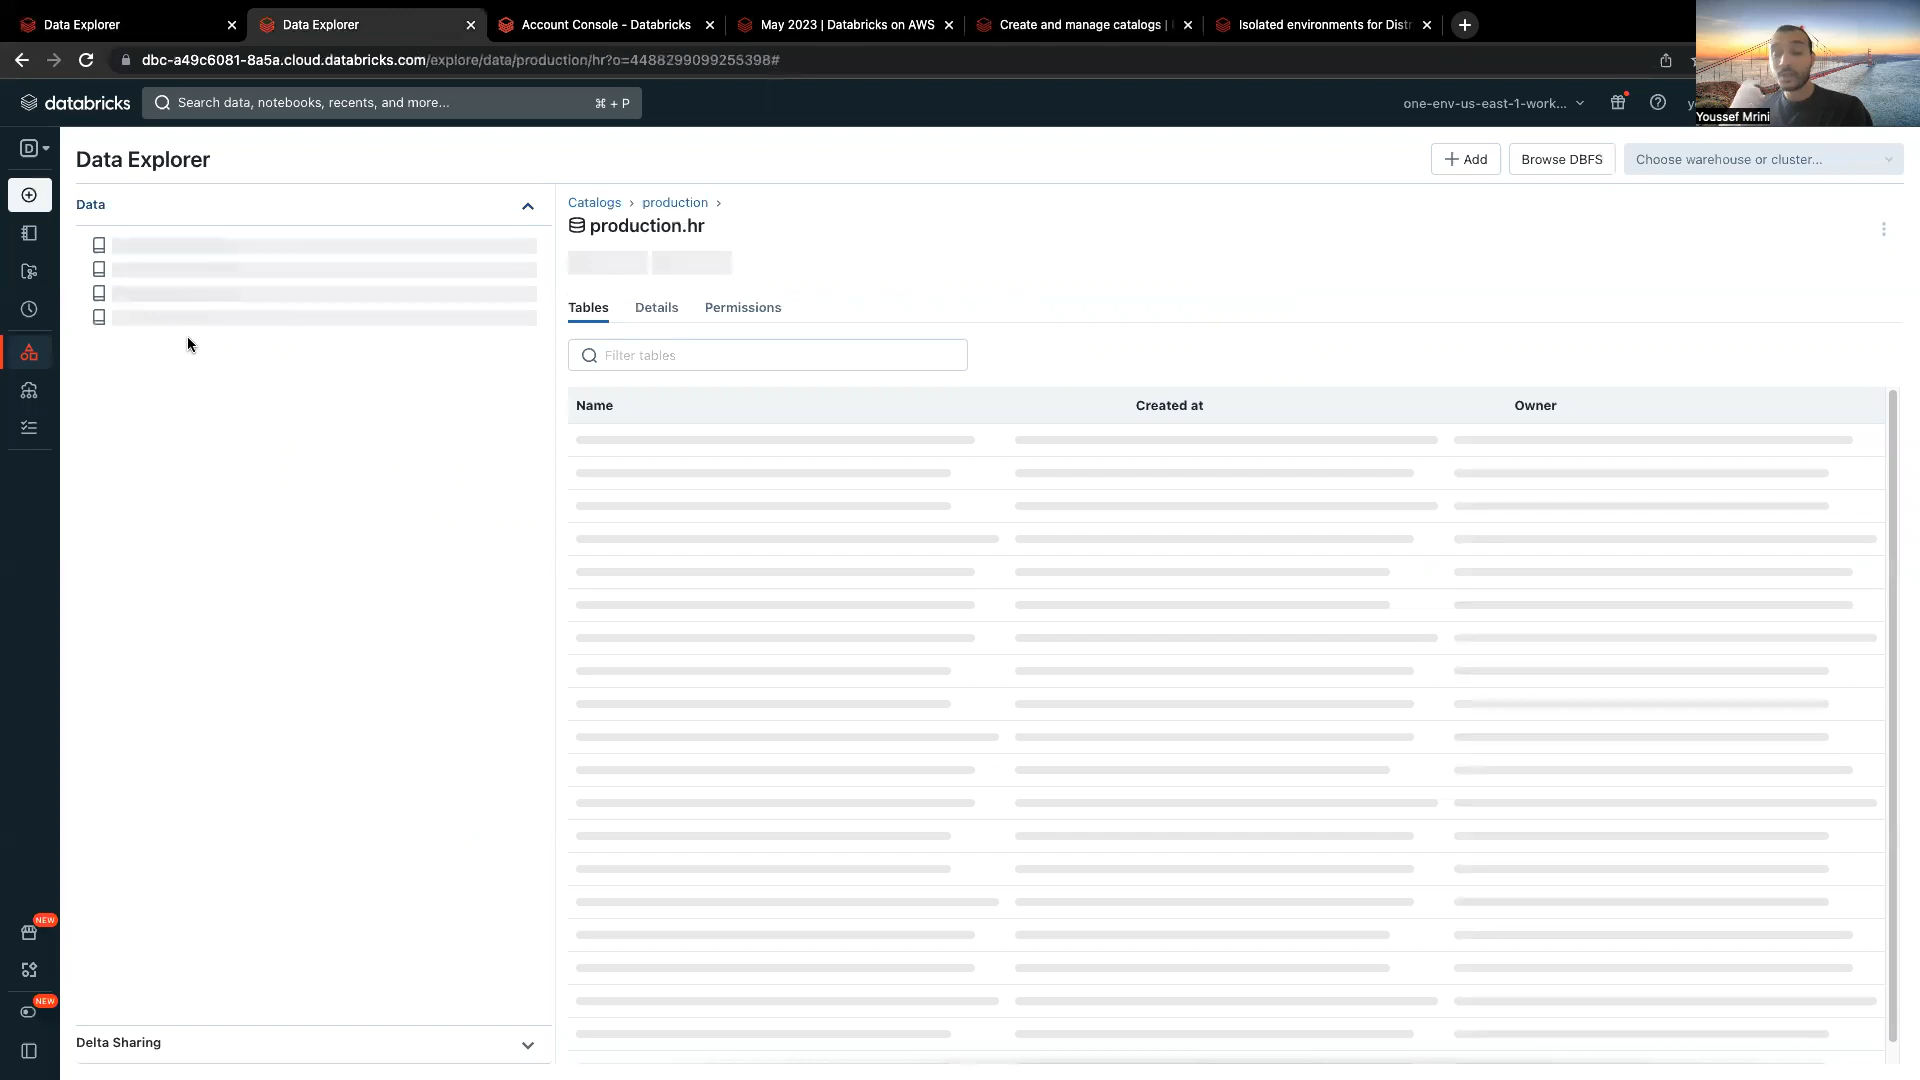 Data Explorer
Data Explorer
Account Console - Databricks
May 2023 | Databricks on AWS
Create and manage catalogs |
Isolated environments for Distr
dbc-a49c6081-8a5a.cloud.databricks.com/explore/data/production/hr?o=4488299099255398#
databricks
Search data, notebooks, recents, and more...
⌘ + P
one-env-us-east-1-work...
Youssef Mrini
D
Data Explorer
Add
Browse DBFS
Choose warehouse or cluster...
Data
Catalogs › production ›
production.hr
Tables
Details
Permissions
Filter tables
Name
Created at
Owner
NEW
NEW
Delta Sharing